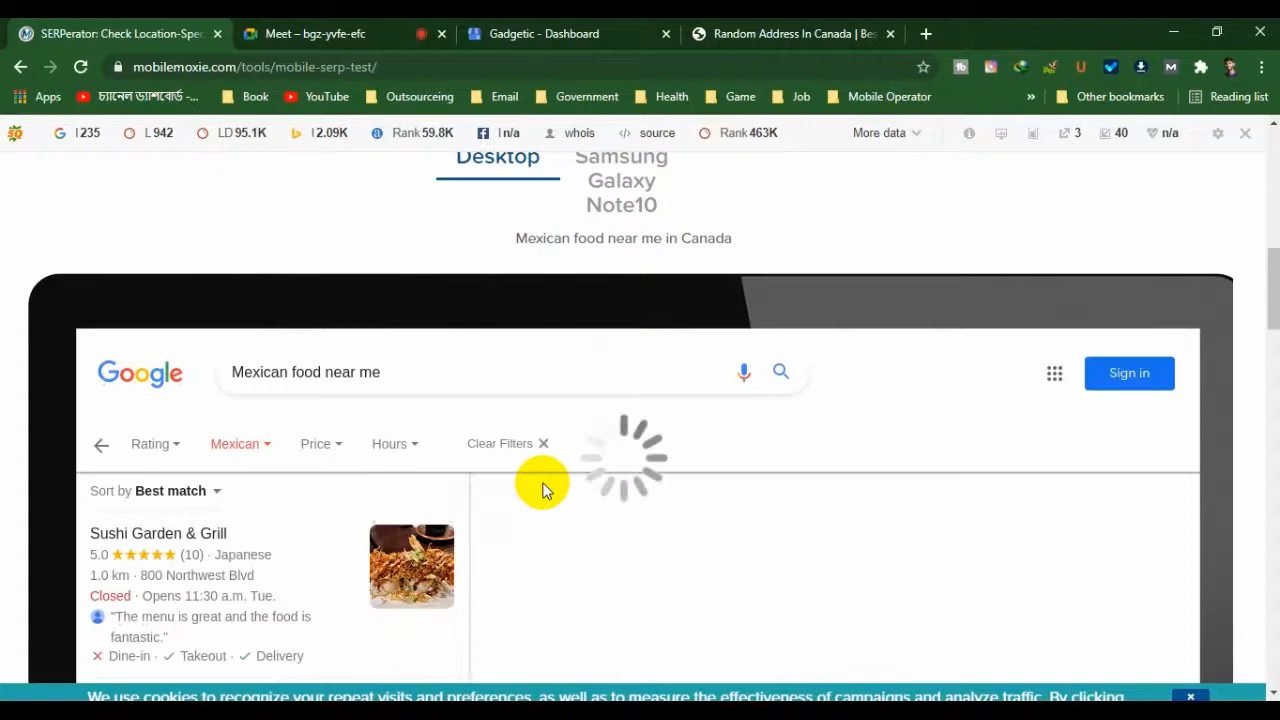 SERPerator: Check Location-Spec
Meet – bgz-yvfe-efc
Gadgetic - Dashboard
Random Address In Canada | Bes
mobilemoxie.com/tools/mobile-serp-test/
Apps
চ্যানেল ড্যাশবোর্ড -...
Book
YouTube
Outsourceing
Email
Government
Health
Game
Job
Mobile Operator
»
Other bookmarks
Reading list
I 235
L 942
LD 95.1K
I 2.09K
Rank 59.8K
I n/a
whois
source
Rank 463K
More data
3
40
n/a
Desktop
Samsung
Galaxy
Note10
Mexican food near me in Canada
Google
Mexican food near me
Sign in
Rating
Mexican
Price
Hours
Clear Filters
Sort by Best match
Sushi Garden & Grill
5.0 ★★★★★ (10) · Japanese
1.0 km · 800 Northwest Blvd
Closed · Opens 11:30 a.m. Tue.
"The menu is great and the food is
fantastic."
Dine-in · Takeout · Delivery
We use cookies to recognize your repeat visits and preferences, as well as to measure the effectiveness of campaigns and analyze traffic. By clicking